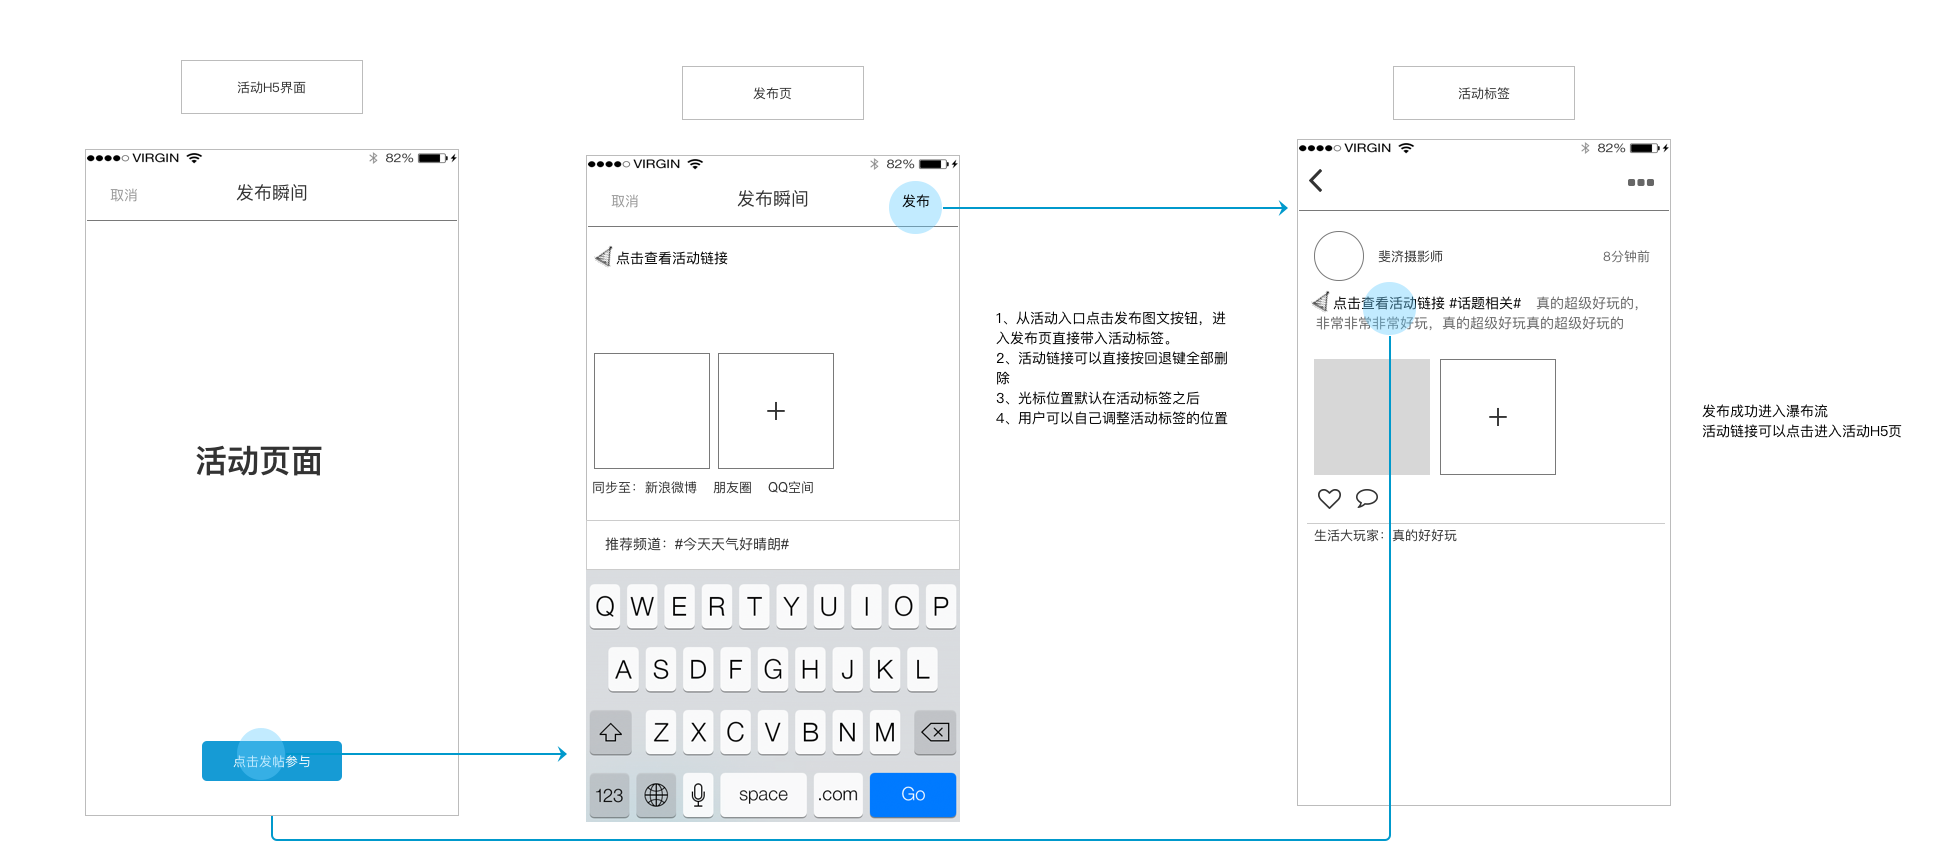 活动H5界面
VIRGIN
82%
取消
发布瞬间
活动页面
点击发帖参与
发布页
VIRGIN
82%
取消
发布瞬间
发布
点击查看活动链接
+
同步至：新浪微博 朋友圈 QQ空间
推荐频道：#今天天气好晴朗#
Q W E R T Y U I O P
A S D F G H J K L
Z X C V B N M
123 space .com Go
1、从活动入口点击发布图文按钮，进
入发布页直接带入活动标签。
2、活动链接可以直接按回退键全部删
除
3、光标位置默认在活动标签之后
4、用户可以自己调整活动标签的位置
活动标签
VIRGIN
82%
斐济摄影师
8分钟前
点击查看活动链接 #话题相关# 真的超级好玩的，
非常非常非常好玩，真的超级好玩真的超级好玩的
+
生活大玩家：真的好好玩
发布成功进入瀑布流
活动链接可以点击进入活动H5页